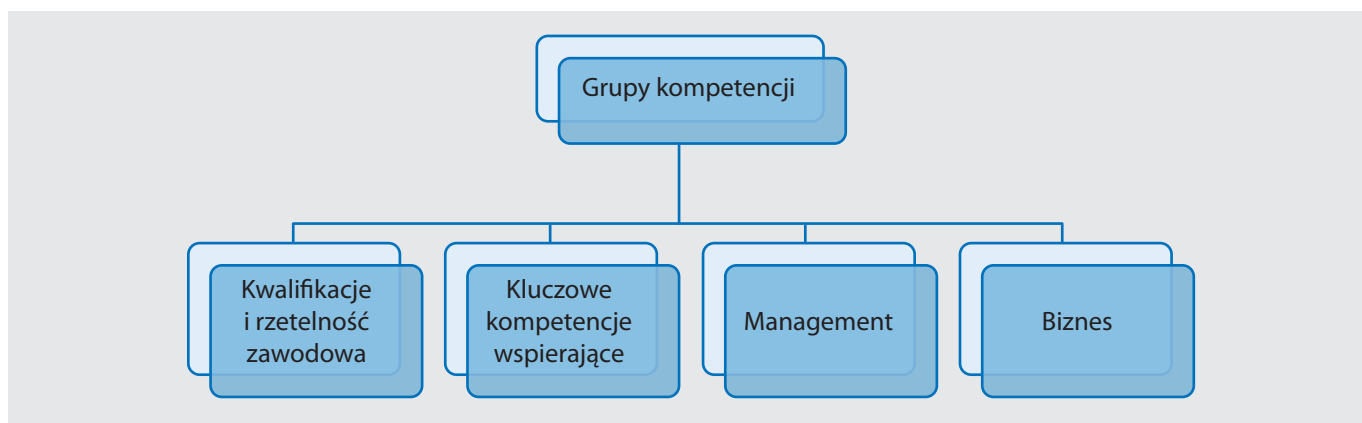 Grupy kompetencji
Kwalifikacje
i rzetelność
zawodowa
Kluczowe
kompetencje
wspierające
Management
Biznes